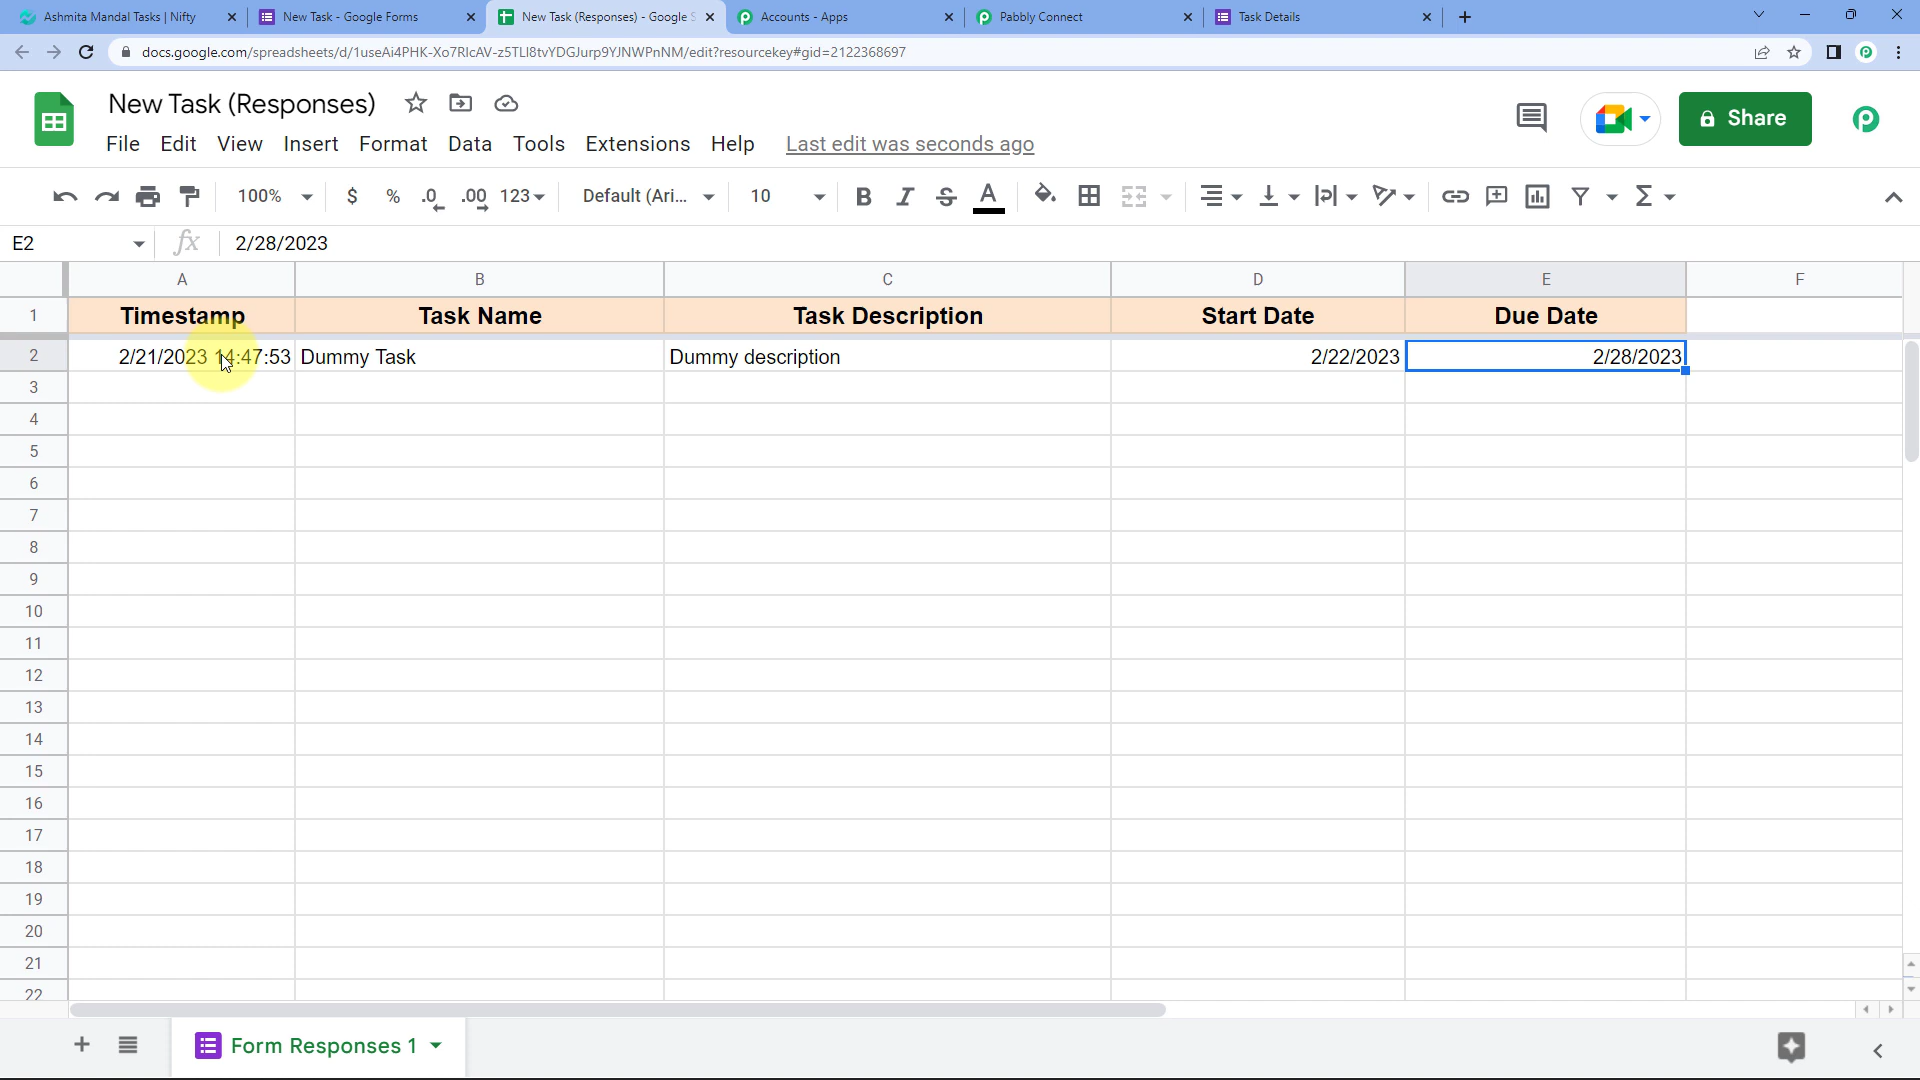 Ashmita Mandal Tasks | Nifty New Task - Google Forms New Task (Responses) - Google S Accounts - Apps Pabbly Connect Task Details
docs.google.com/spreadsheets/d/1useAi4PHK-Xo7RlcAV-z5TLI8tvYDGJurp9YJNWPnNM/edit?resourcekey#gid=2122368697
New Task (Responses)
Share
File Edit View Insert Format Data Tools Extensions Help Last edit was seconds ago
100% $ % .0 .00 123 Default (Ari... 10 B I S A
E2 fx 2/28/2023
A B C D E F
1 Timestamp Task Name Task Description Start Date Due Date
2 2/21/2023 14:47:53 Dummy Task Dummy description 2/22/2023 2/28/2023
3
4
5
6
7
8
9
10
11
12
13
14
15
16
17
18
19
20
21
22
Form Responses 1